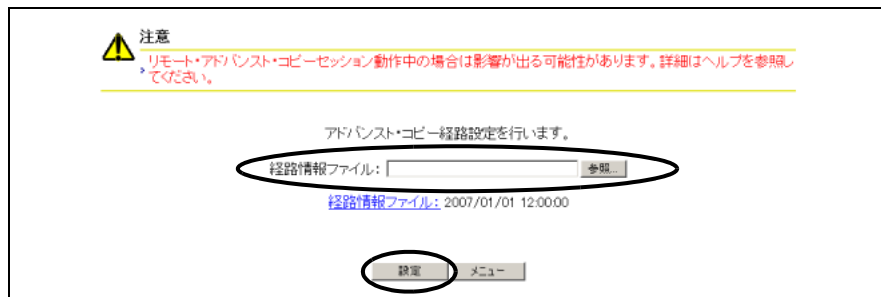 注意
リモート・アドバンスト・コピーセッション動作中の場合は影響が出る可能性があります。詳細はヘルプを参照し
てください。
アドバンスト・コピー経路設定を行います。
経路情報ファイル： 参照...
経路情報ファイル： 2007/01/01 12:00:00
設定 メニュー